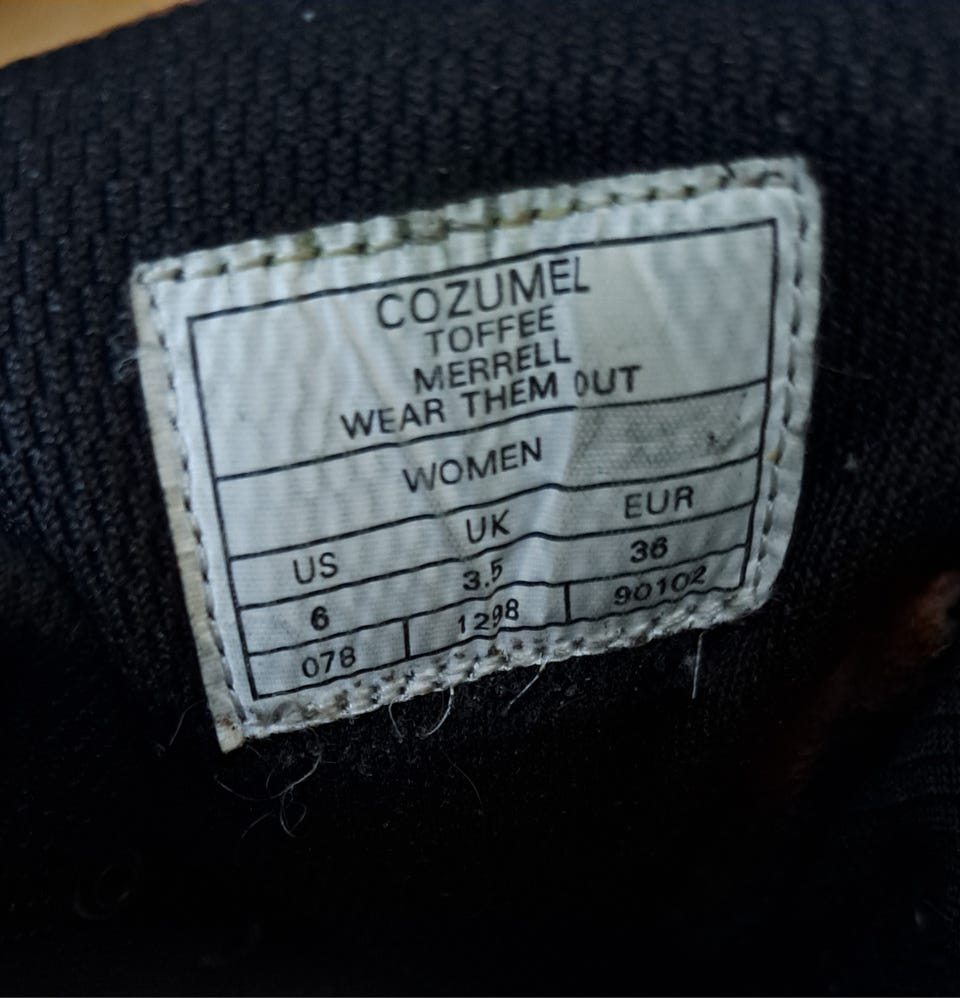 COZUMEL
TOFFEE
MERRELL
WEAR THEM OUT
WOMEN
US UK EUR
6 3.5 36
078 1298 90102